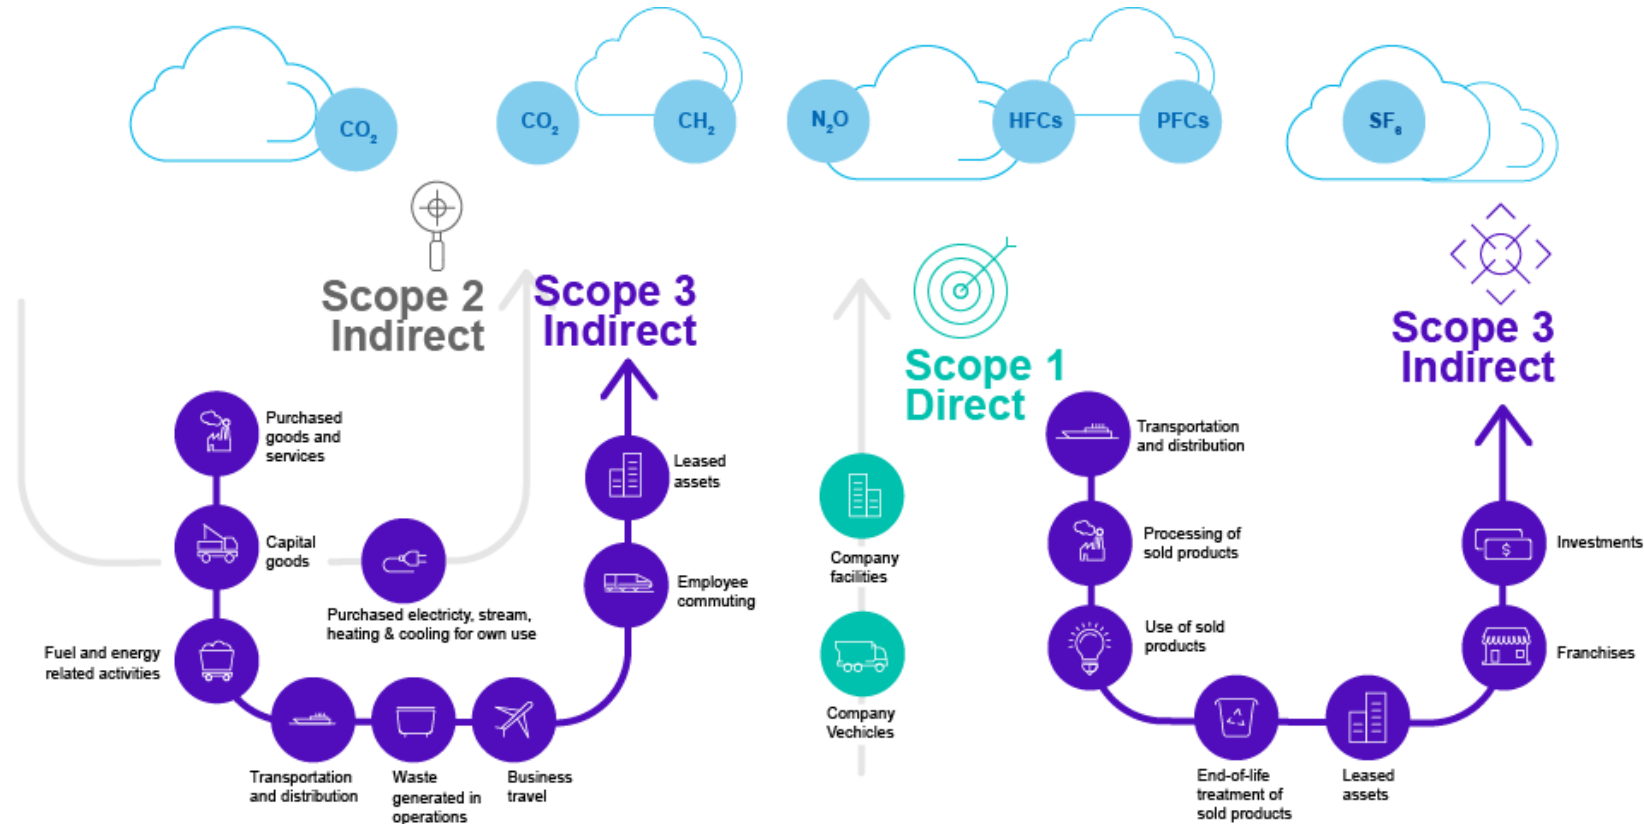 CO₂
CO₂
CH₂
N₂O
HFCs
PFCs
SF₆
Scope 2
Indirect
Scope 3
Indirect
Scope 1
Direct
Scope 3
Indirect
Purchased
goods and
services
Capital
goods
Fuel and energy
related activities
Purchased electricty, stream,
heating & cooling for own use
Transportation
and distribution
Waste
generated in
operations
Business
travel
Employee
commuting
Leased
assets
Company
facilities
Company
Vechicles
Transportation
and distribution
Processing of
sold products
Use of sold
products
End-of-life
treatment of
sold products
Leased
assets
Franchises
$
Investments